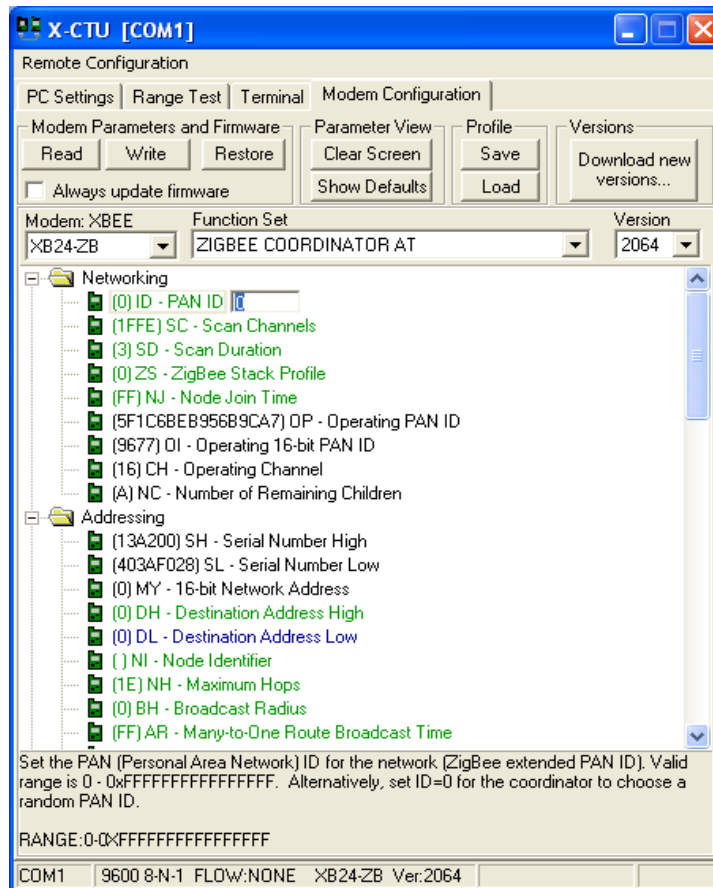 X-CTU [COM1]
Remote Configuration
PC Settings Range Test Terminal Modem Configuration
Modem Parameters and Firmware Parameter View Profile Versions
Read Write Restore Clear Screen Save Download new versions...
Always update firmware Show Defaults Load
Modem: XBEE Function Set Version
XB24-ZB ZIGBEE COORDINATOR AT 2064
Networking
(0) ID - PAN ID 0
(1FFE) SC - Scan Channels
(3) SD - Scan Duration
(0) ZS - ZigBee Stack Profile
(FF) NJ - Node Join Time
(5F1C6BEB956B9CA7) OP - Operating PAN ID
(9677) OI - Operating 16-bit PAN ID
(16) CH - Operating Channel
(A) NC - Number of Remaining Children
Addressing
(13A200) SH - Serial Number High
(403AF028) SL - Serial Number Low
(0) MY - 16-bit Network Address
(0) DH - Destination Address High
(0) DL - Destination Address Low
( ) NI - Node Identifier
(1E) NH - Maximum Hops
(0) BH - Broadcast Radius
(FF) AR - Many-to-One Route Broadcast Time
Set the PAN (Personal Area Network) ID for the network (ZigBee extended PAN ID). Valid
range is 0 - 0xFFFFFFFFFFFFFFFF. Alternatively, set ID=0 for the coordinator to choose a
random PAN ID.
RANGE:0-0XFFFFFFFFFFFFFFFF
COM1 9600 8-N-1 FLOW:NONE XB24-ZB Ver:2064